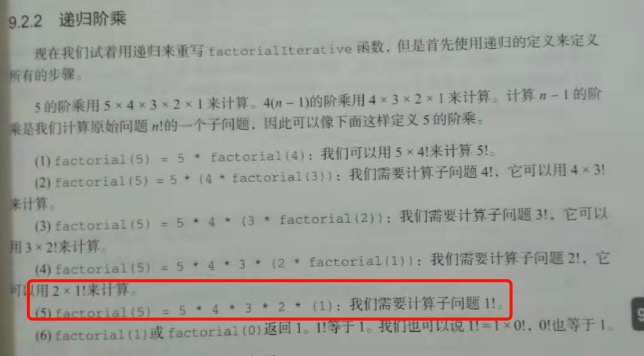 9.2.2 递归阶乘
现在我们试着用递归来重写 factorialIterative 函数，但是首先使用递归的定义来定义
所有的步骤。
5 的阶乘用 5 × 4 × 3 × 2 × 1 来计算。4(n − 1)的阶乘用 4 × 3 × 2 × 1 来计算。计算 n − 1 的阶
乘是我们计算原始问题 n!的一个子问题，因此可以像下面这样定义 5 的阶乘。
(1) factorial(5) = 5 * factorial(4)：我们可以用 5 × 4!来计算 5!。
(2) factorial(5) = 5 * (4 * factorial(3))：我们需要计算子问题 4!，它可以用 4 × 3!
来计算。
(3) factorial(5) = 5 * 4 * (3 * factorial(2))：我们需要计算子问题 3!，它可以
用 3 × 2!来计算。
(4) factorial(5) = 5 * 4 * 3 * (2 * factorial(1))：我们需要计算子问题 2!，它
可以用 2 × 1!来计算。
(5) factorial(5) = 5 * 4 * 3 * 2 * (1)：我们需要计算子问题 1!。
(6) factorial(1)或 factorial(0)返回 1。1!等于 1。我们也可以说 1! = 1 × 0!，0!也等于 1。
9